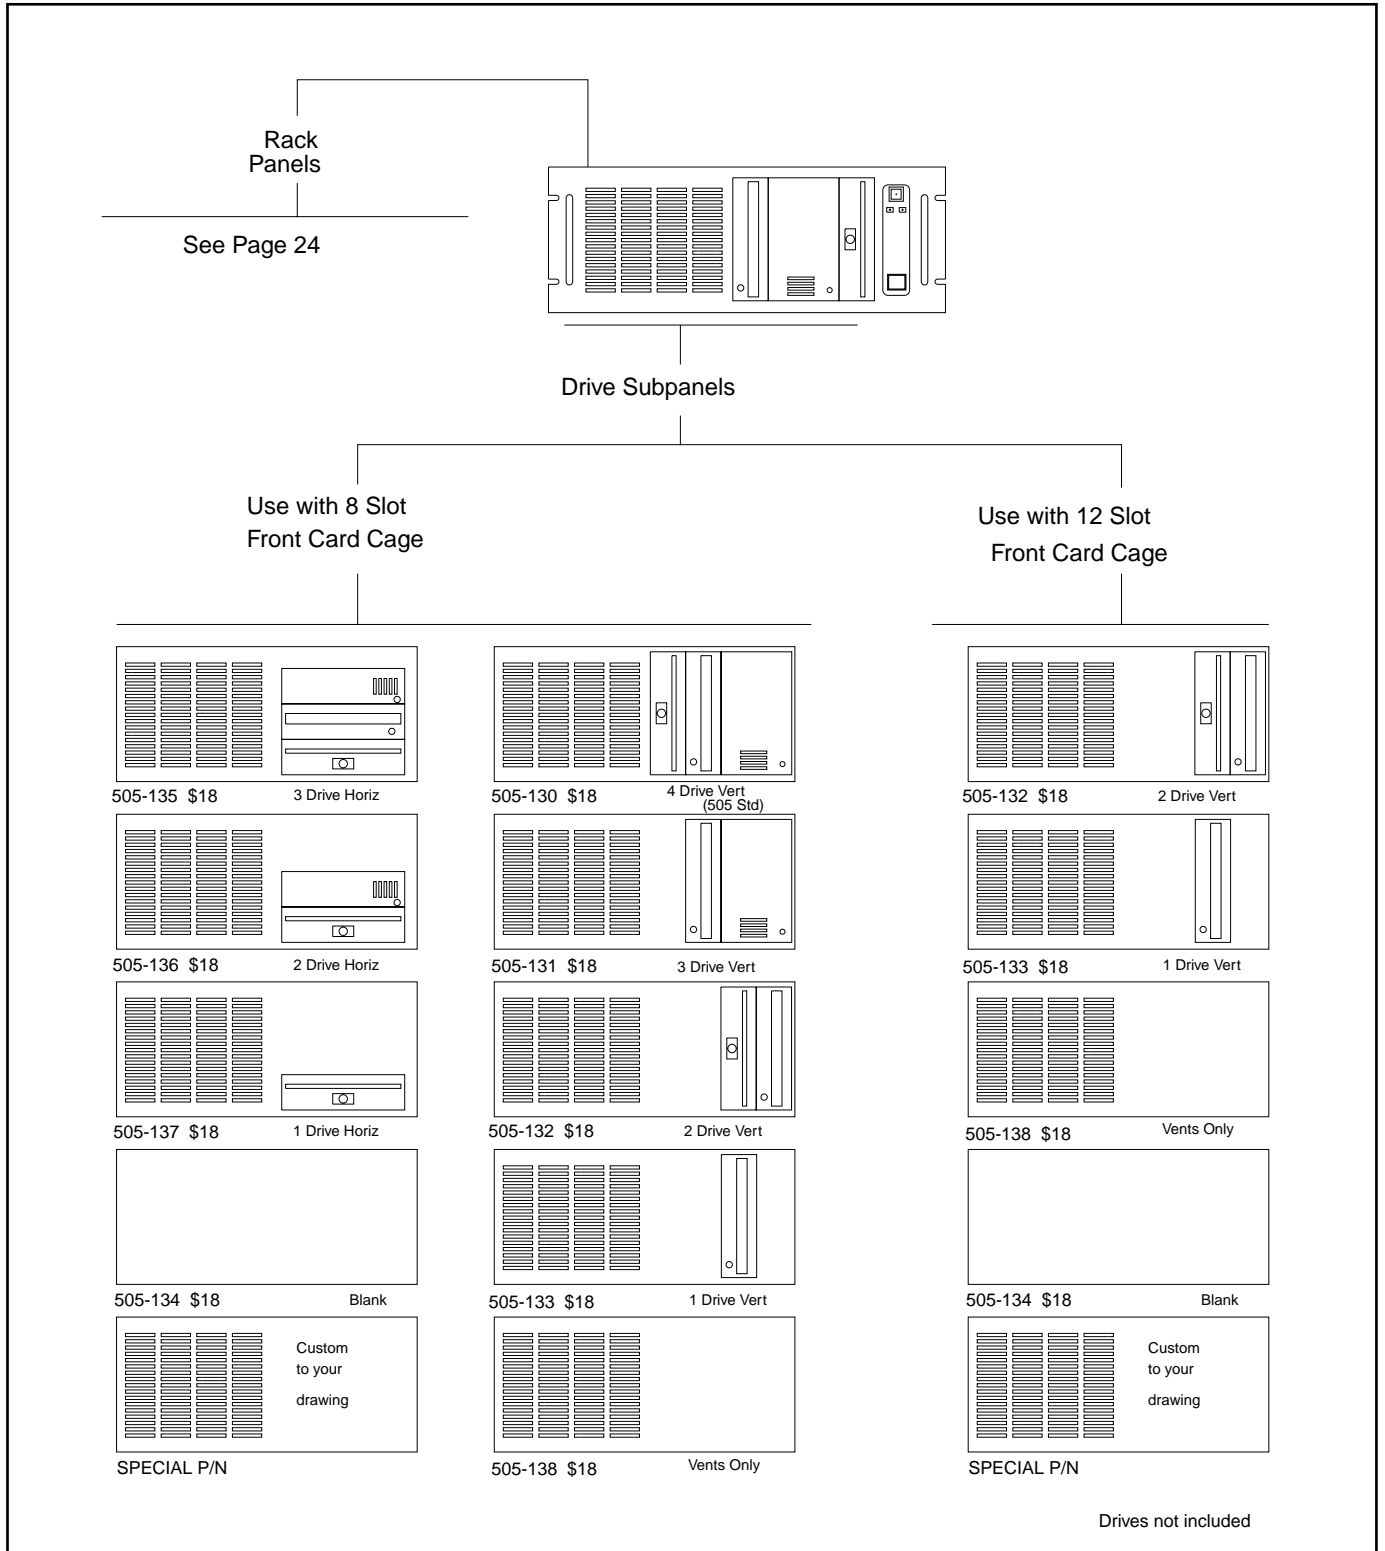 Rack
Panels
See Page 24
Drive Subpanels
Use with 8 Slot
Front Card Cage
Use with 12 Slot
Front Card Cage
505-135 $18 3 Drive Horiz
505-130 $18 4 Drive Vert
(505 Std)
505-132 $18 2 Drive Vert
505-136 $18 2 Drive Horiz
505-131 $18 3 Drive Vert
505-133 $18 1 Drive Vert
505-137 $18 1 Drive Horiz
505-132 $18 2 Drive Vert
505-138 $18 Vents Only
505-134 $18 Blank
505-133 $18 1 Drive Vert
505-134 $18 Blank
Custom
to your
drawing
SPECIAL P/N
505-138 $18 Vents Only
Custom
to your
drawing
SPECIAL P/N
Drives not included